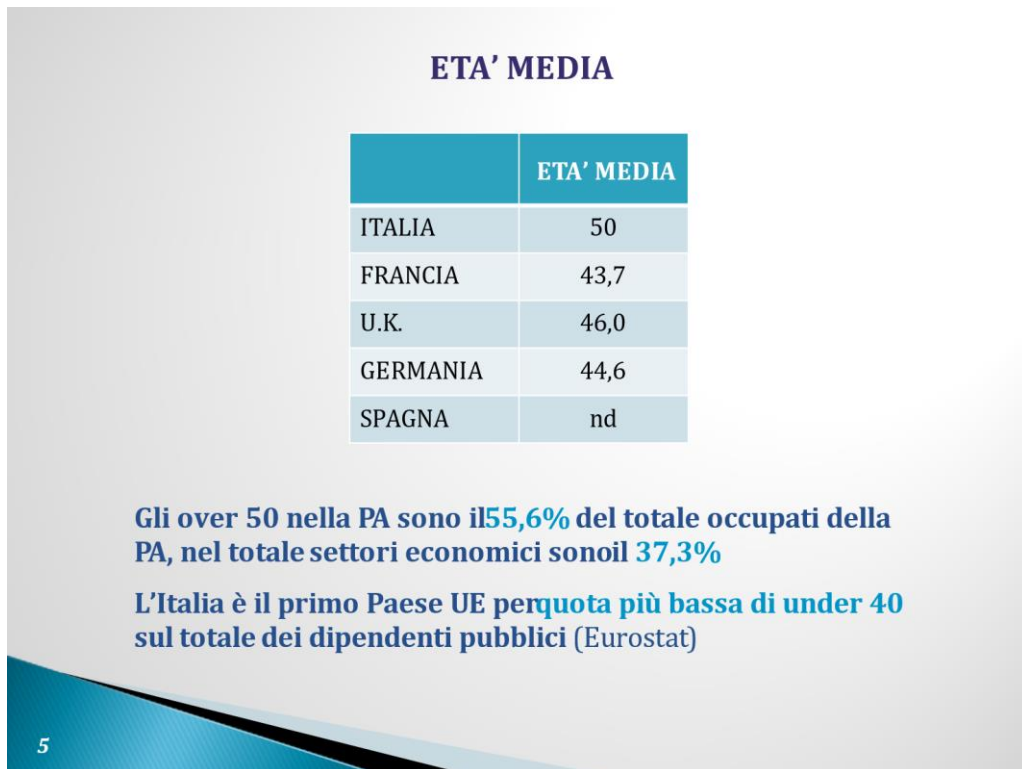 ETA’ MEDIA
ETA’ MEDIA
ITALIA 50
FRANCIA 43,7
U.K. 46,0
GERMANIA 44,6
SPAGNA nd
Gli over 50 nella PA sono il55,6% del totale occupati della
PA, nel totale settori economici sonoil 37,3%
L’Italia è il primo Paese UE perquota più bassa di under 40
sul totale dei dipendenti pubblici (Eurostat)
5